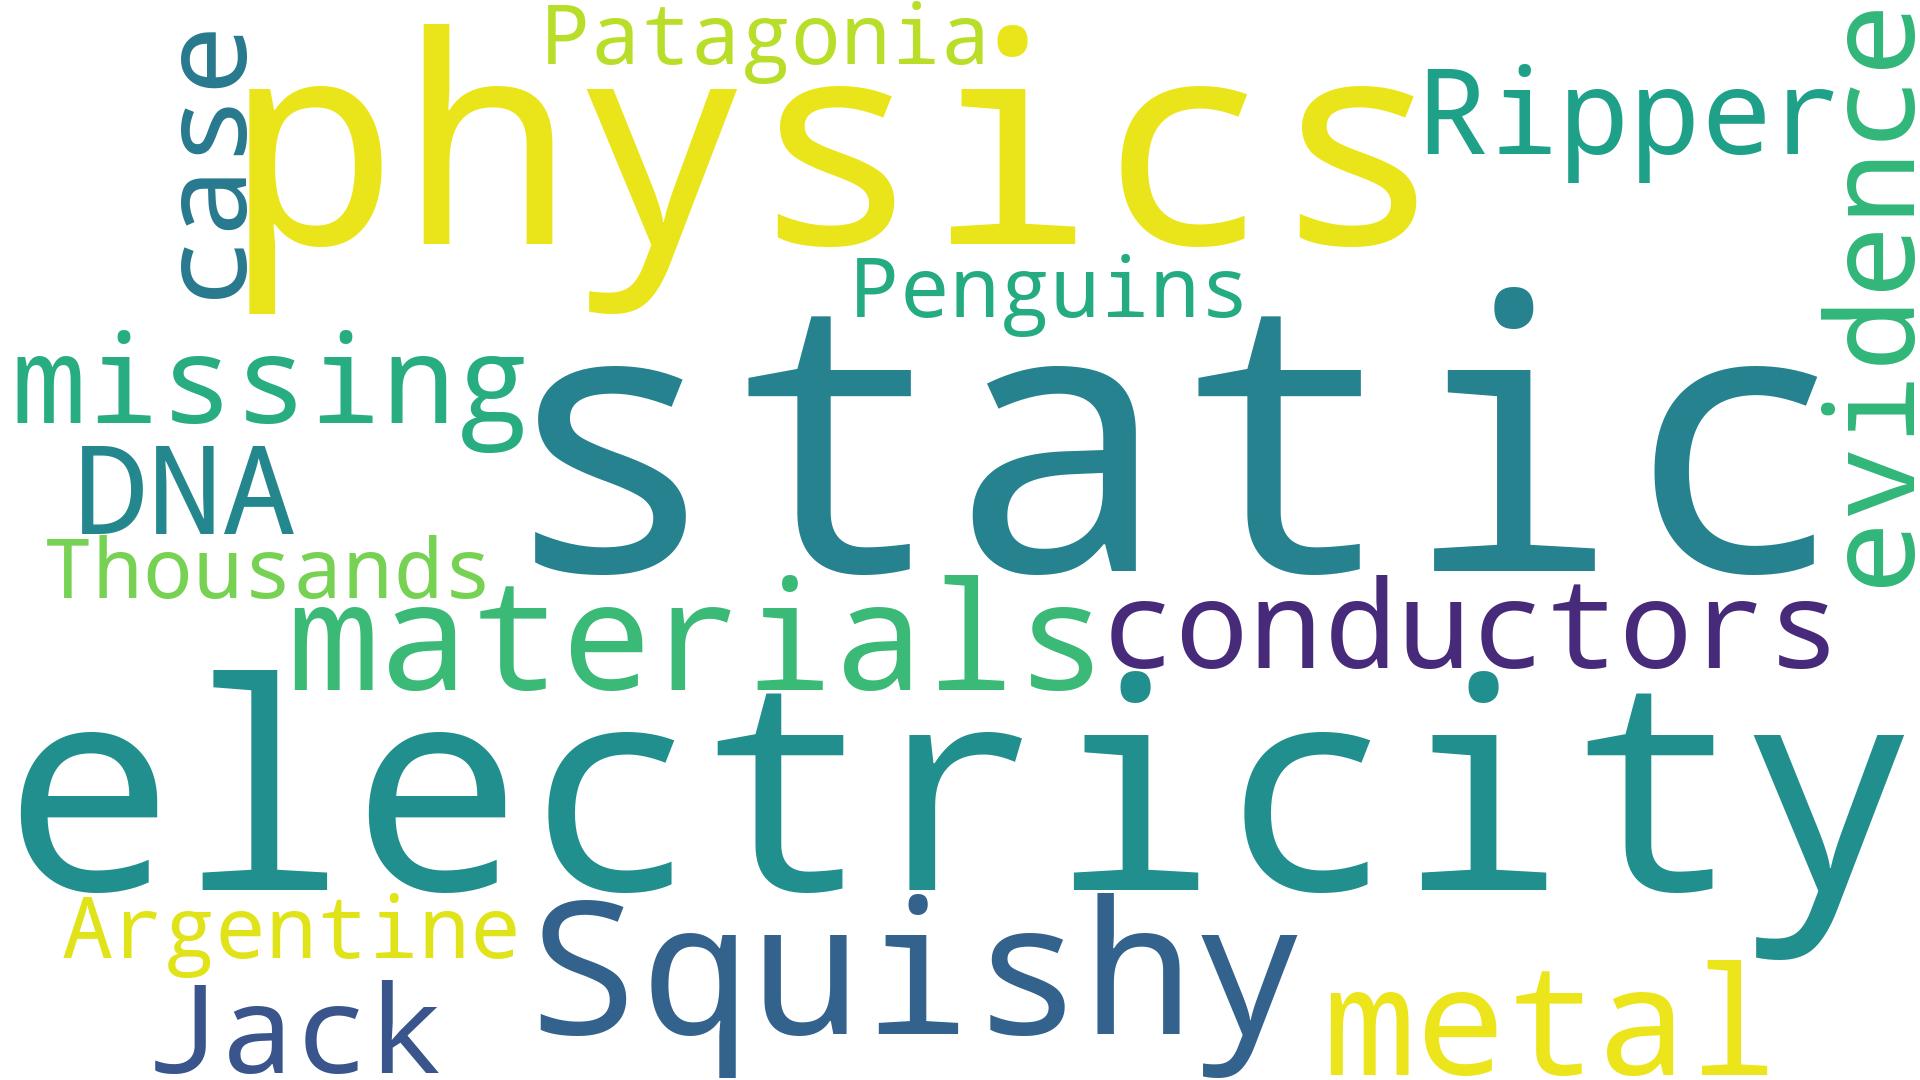 Patagonia
case
physics
Ripper
evidence
Penguins
missing
static
DNA
Thousands
materials
conductors
electricity
Argentine
Squishy
Jack
metal